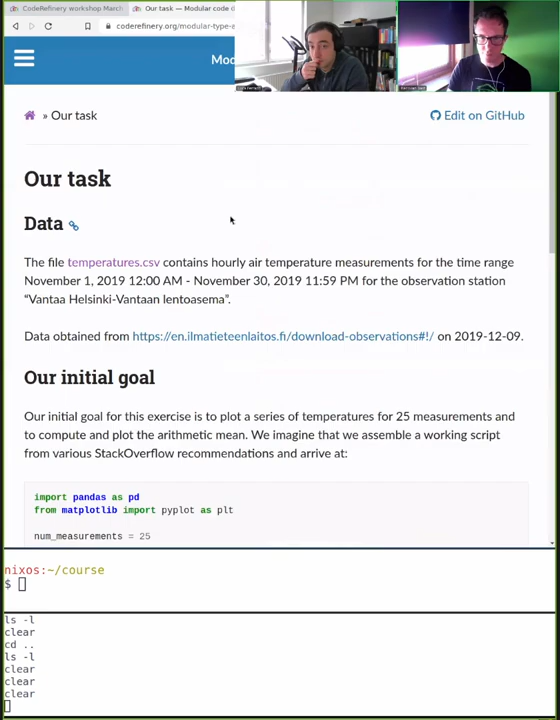 CodeRefinery workshop March
Our task — Modular code d
coderefinery.org/modular-type-a
Mod
» Our task
Edit on GitHub
Our task
Data
The file temperatures.csv contains hourly air temperature measurements for the time range
November 1, 2019 12:00 AM - November 30, 2019 11:59 PM for the observation station
“Vantaa Helsinki-Vantaan lentoasema”.
Data obtained from https://en.ilmatieteenlaitos.fi/download-observations#!/ on 2019-12-09.
Our initial goal
Our initial goal for this exercise is to plot a series of temperatures for 25 measurements and
to compute and plot the arithmetic mean. We imagine that we assemble a working script
from various StackOverflow recommendations and arrive at:
import pandas as pd
from matplotlib import pyplot as plt
num_measurements = 25
nixos:~/course
$
ls -l
clear
cd ..
ls -l
clear
clear
clear